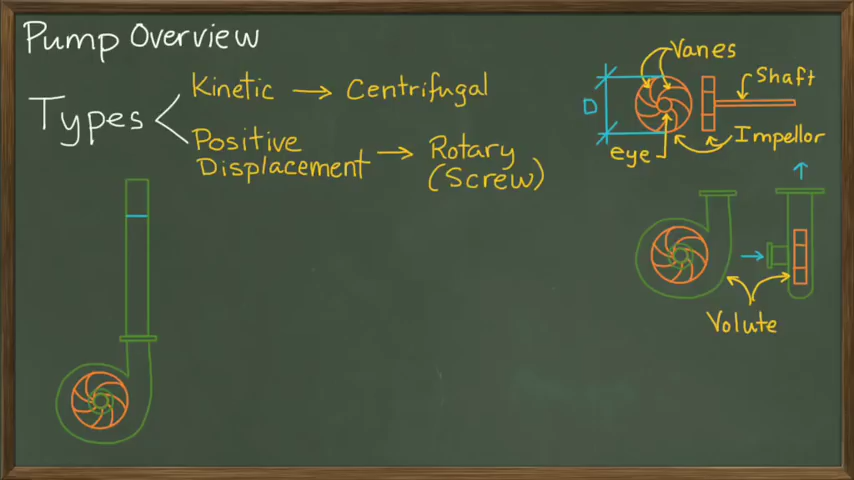 Pump Overview
Types
Kinetic → Centrifugal
Positive
Displacement → Rotary
(Screw)
Vanes
Shaft
D
Impellor
eye
Volute